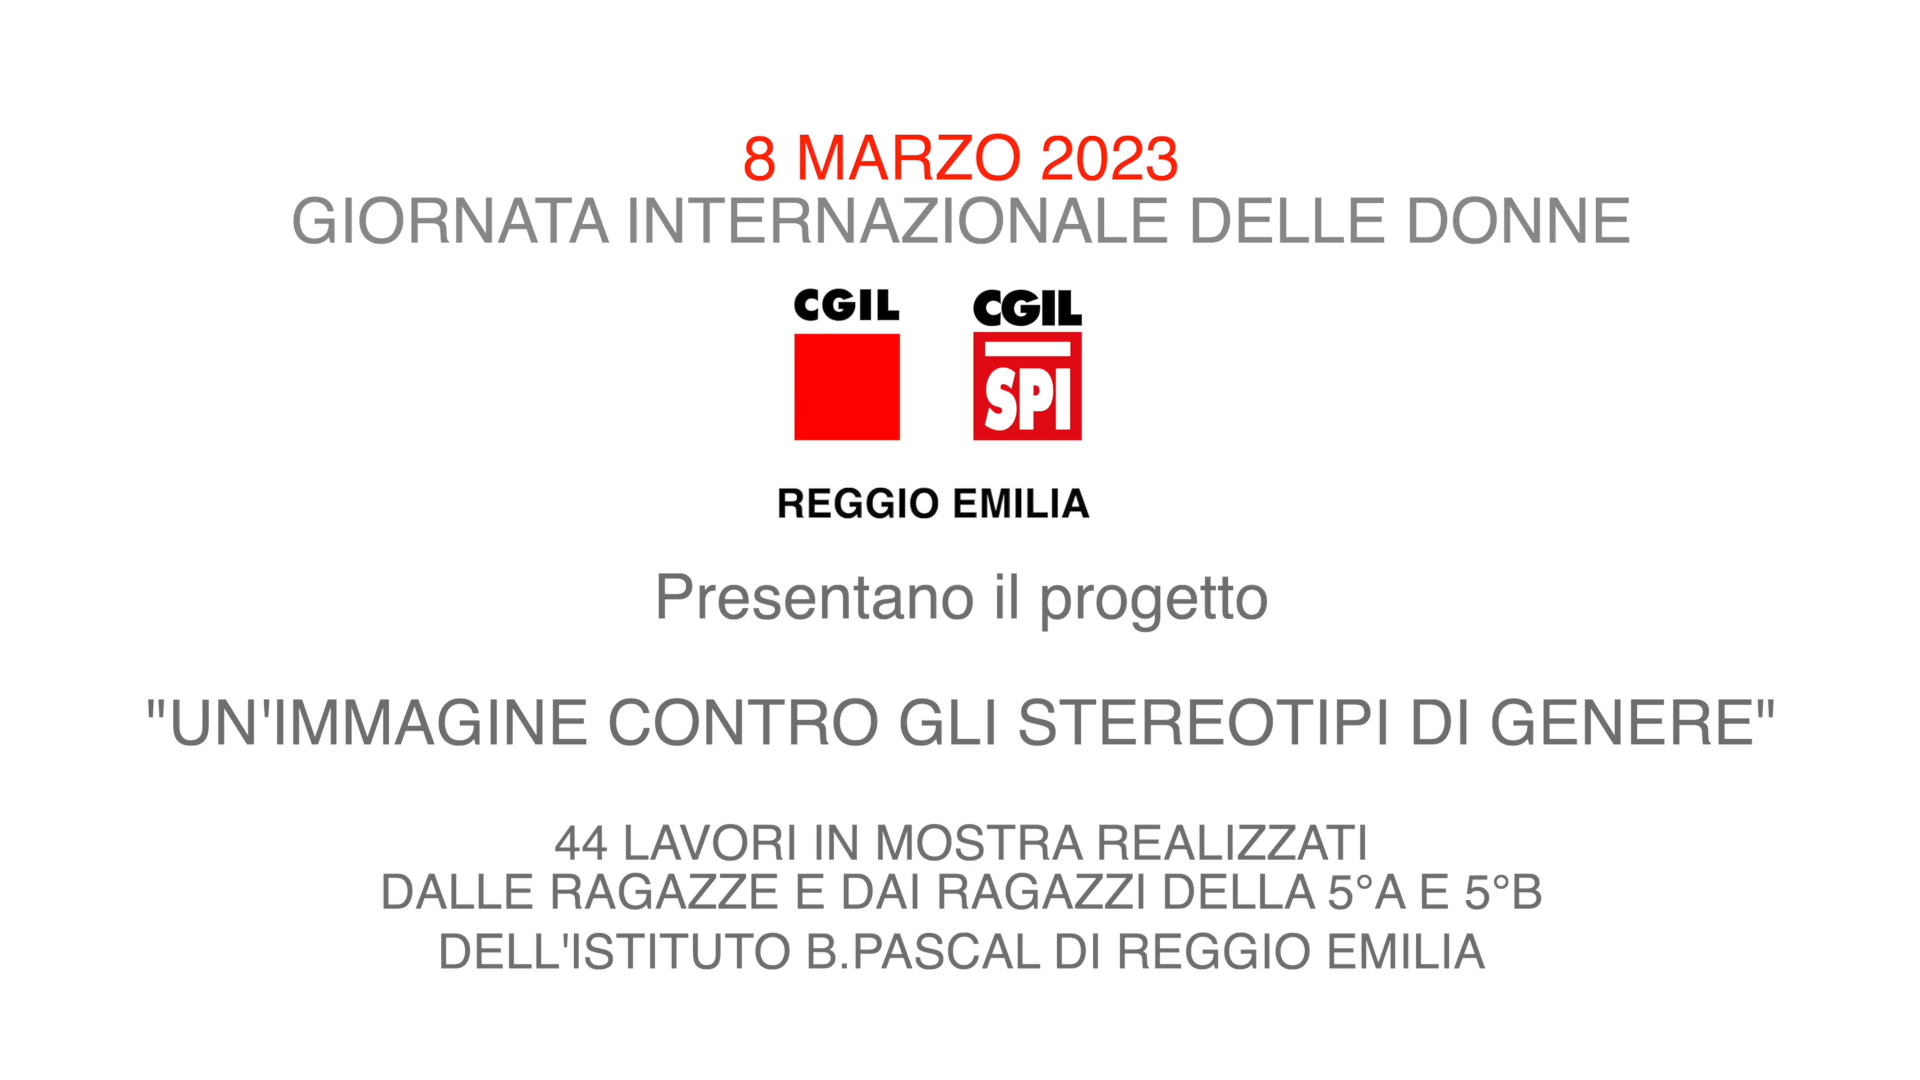 8 MARZO 2023
GIORNATA INTERNAZIONALE DELLE DONNE
CGIL CGIL
SPI
REGGIO EMILIA
Presentano il progetto
"UN'IMMAGINE CONTRO GLI STEREOTIPI DI GENERE"
44 LAVORI IN MOSTRA REALIZZATI
DALLE RAGAZZE E DAI RAGAZZI DELLA 5°A E 5°B
DELL'ISTITUTO B.PASCAL DI REGGIO EMILIA